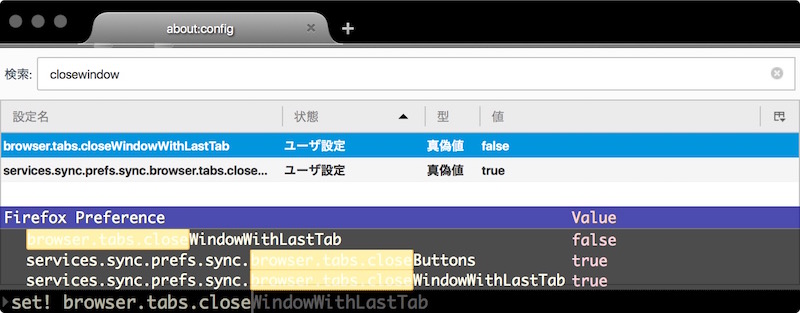 about:config
検索: closewindow
設定名 状態 型 値
browser.tabs.closeWindowWithLastTab ユーザ設定 真偽値 false
services.sync.prefs.sync.browser.tabs.close... ユーザ設定 真偽値 true
Firefox Preference Value
browser.tabs.closeWindowWithLastTab false
services.sync.prefs.sync.browser.tabs.closeButtons true
services.sync.prefs.sync.browser.tabs.closeWindowWithLastTab true
set! browser.tabs.closeWindowWithLastTab